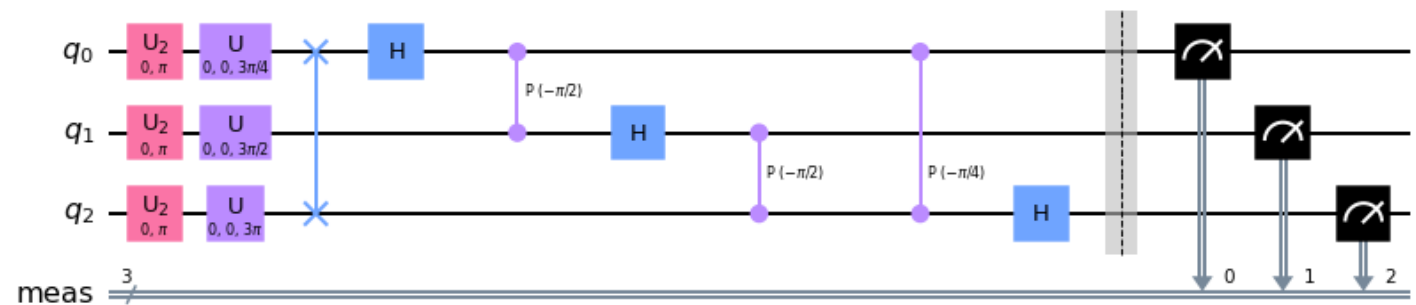 q0 U2 0, π U 0, 0, 3π/4 H
P (−π/2)
q1 U2 0, π U 0, 0, 3π/2 H
P (−π/2) P (−π/4)
q2 U2 0, π U 0, 0, 3π H
3 0 1 2
meas